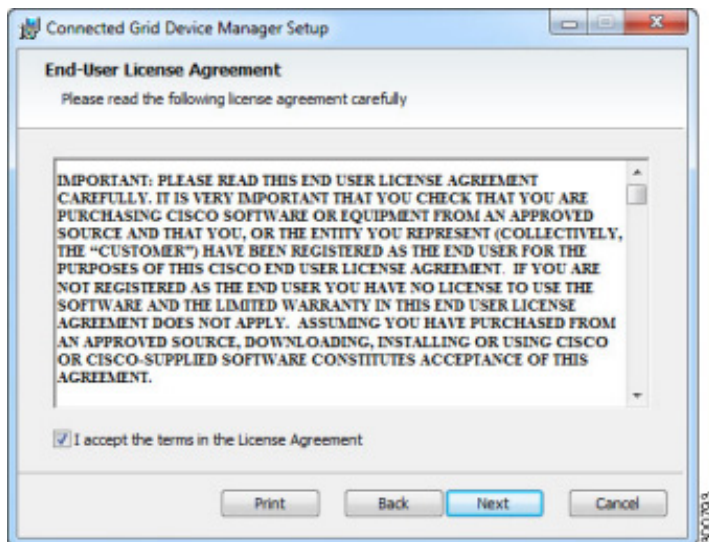 Connected Grid Device Manager Setup
End-User License Agreement
Please read the following license agreement carefully
IMPORTANT: PLEASE READ THIS END USER LICENSE AGREEMENT
CAREFULLY. IT IS VERY IMPORTANT THAT YOU CHECK THAT YOU ARE
PURCHASING CISCO SOFTWARE OR EQUIPMENT FROM AN APPROVED
SOURCE AND THAT YOU, OR THE ENTITY YOU REPRESENT (COLLECTIVELY,
THE “CUSTOMER”) HAVE BEEN REGISTERED AS THE END USER FOR THE
PURPOSES OF THIS CISCO END USER LICENSE AGREEMENT. IF YOU ARE
NOT REGISTERED AS THE END USER YOU HAVE NO LICENSE TO USE THE
SOFTWARE AND THE LIMITED WARRANTY IN THIS END USER LICENSE
AGREEMENT DOES NOT APPLY. ASSUMING YOU HAVE PURCHASED FROM
AN APPROVED SOURCE, DOWNLOADING, INSTALLING OR USING CISCO
OR CISCO-SUPPLIED SOFTWARE CONSTITUTES ACCEPTANCE OF THIS
AGREEMENT.
I accept the terms in the License Agreement
Print Back Next Cancel
300793